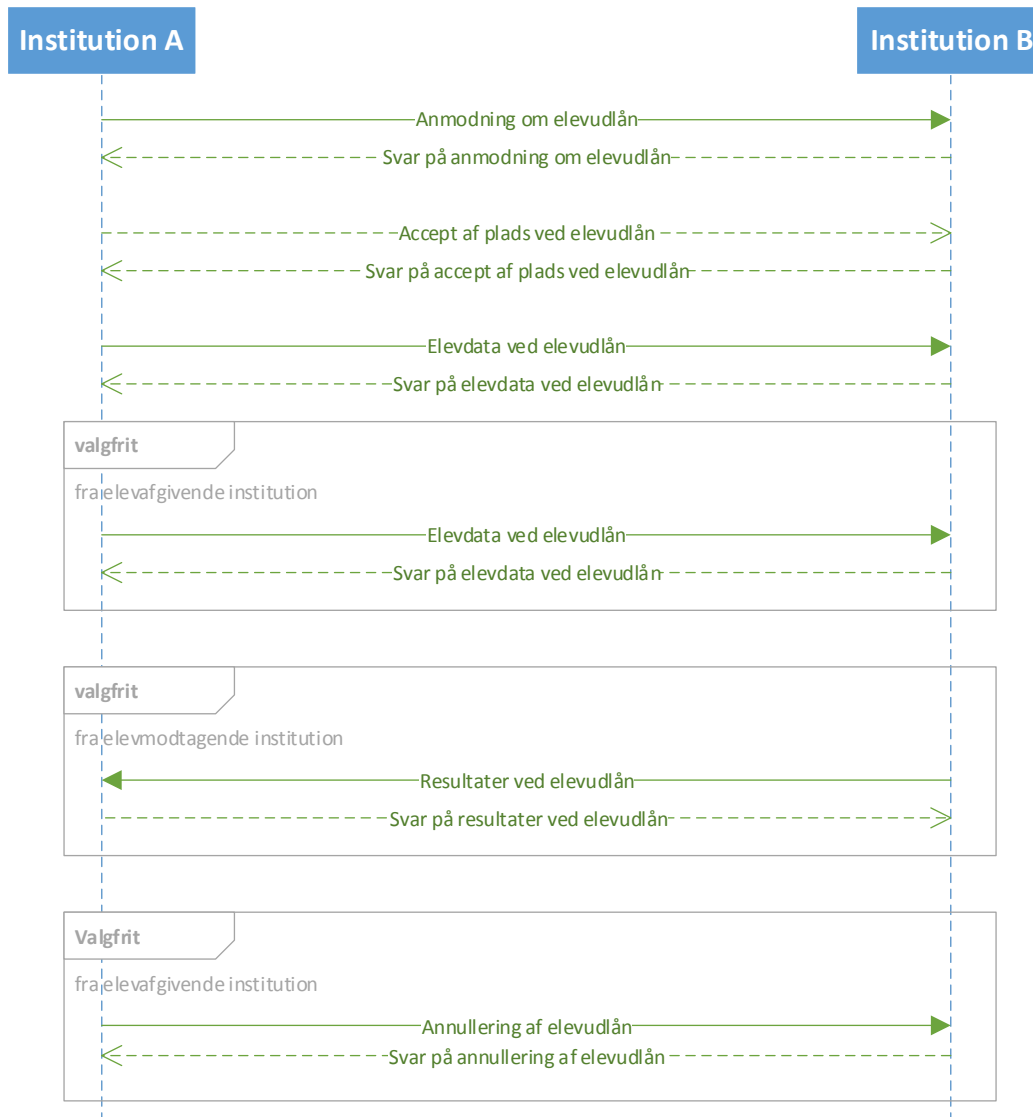 Institution A
Institution B
Anmodning om elevudlån
Svar på anmodning om elevudlån
Accept af plads ved elevudlån
Svar på accept af plads ved elevudlån
Elevdata ved elevudlån
Svar på elevdata ved elevudlån
valgfrit
fra elevafgivende institution
Elevdata ved elevudlån
Svar på elevdata ved elevudlån
valgfrit
fra elevmodtagende institution
Resultater ved elevudlån
Svar på resultater ved elevudlån
Valgfrit
fra elevafgivende institution
Annullering af elevudlån
Svar på annullering af elevudlån